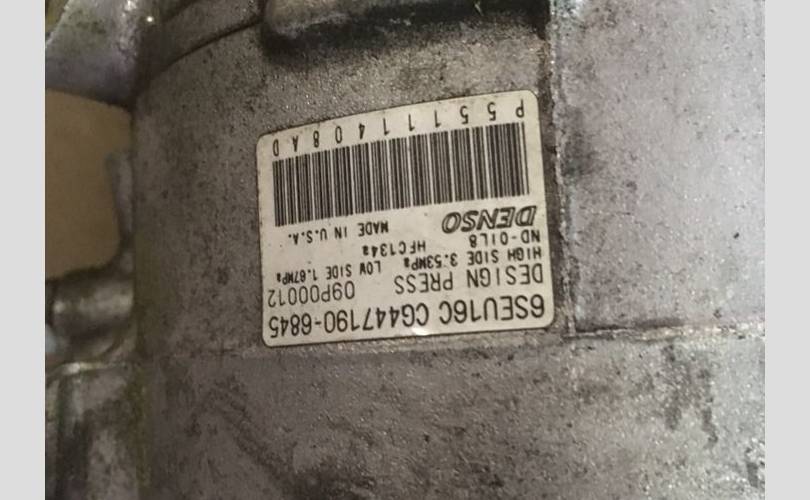 6SEU16C CG447190-6845
DESIGN PRESS 09P00012
HIGH SIDE 3.53MPa LOW SIDE 1.67MPa
ND-OIL8 HFC134a
DENSO MADE IN U.S.A.
P55111408AD